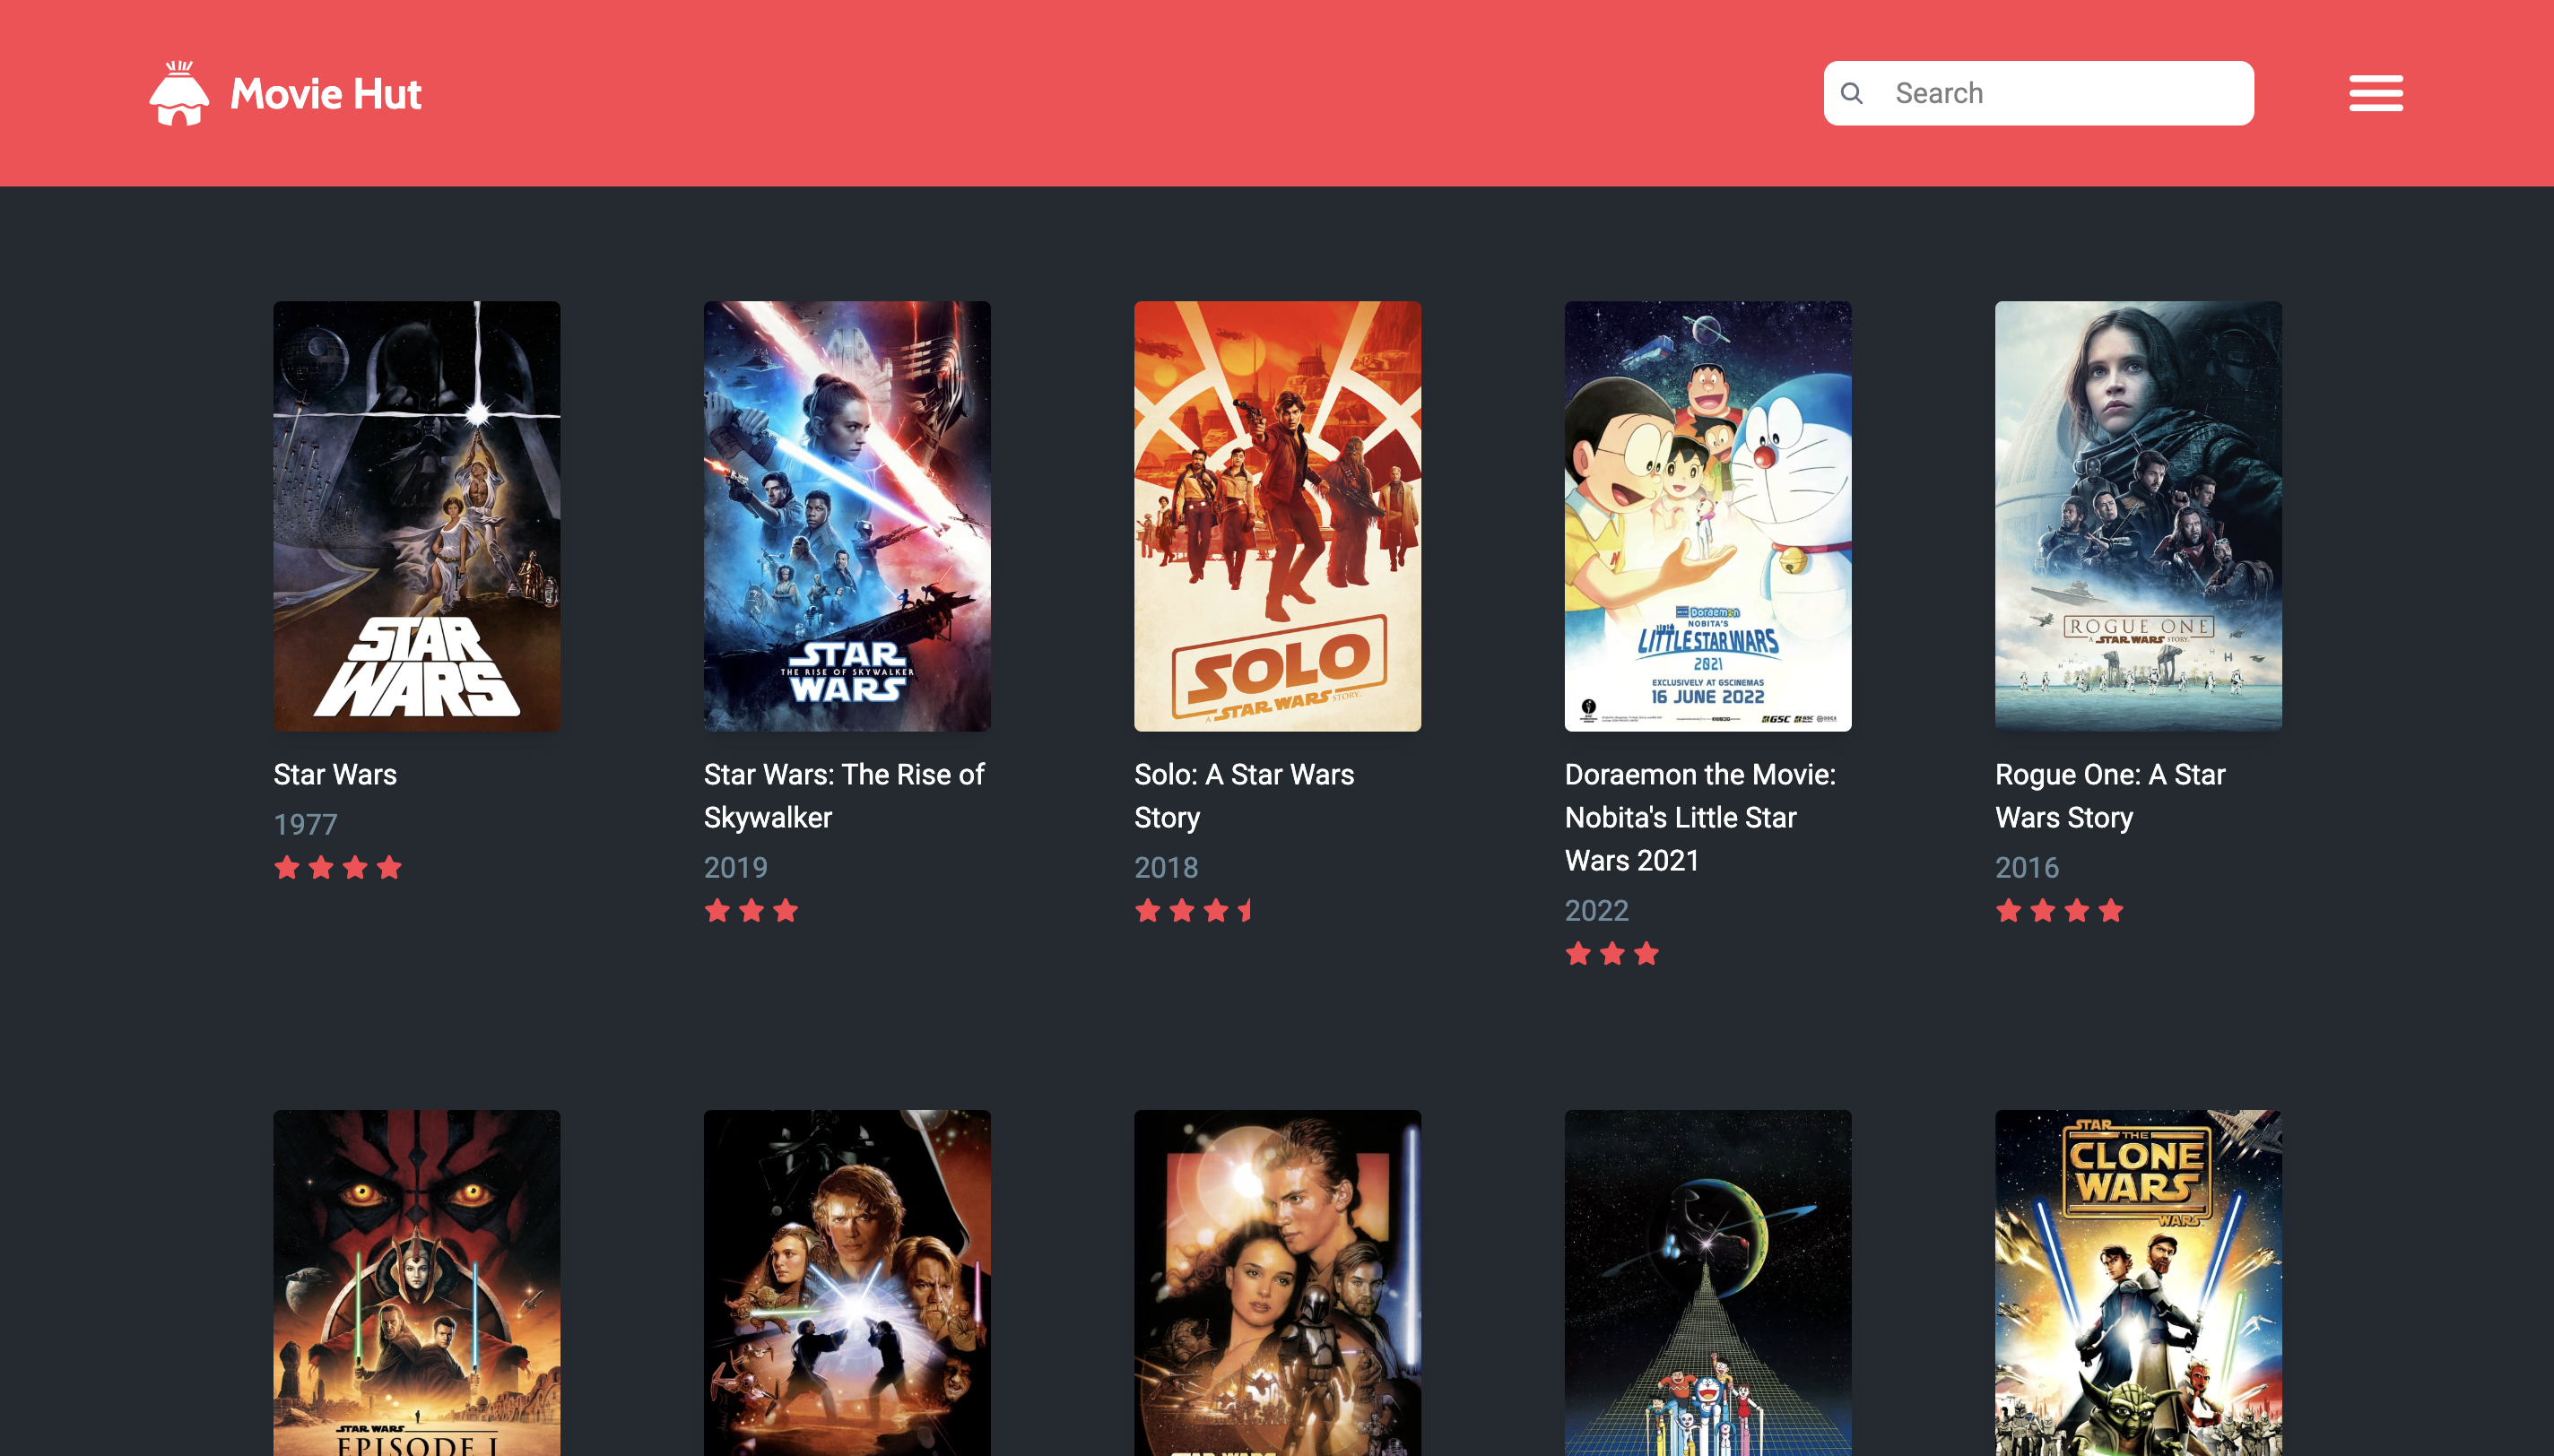 Movie Hut
Search
STAR
WARS
STAR
THE RISE OF SKYWALKER
WARS
SOLO
A STAR WARS STORY
Doraemon
NOBITA'S
LITTLE STAR WARS
2021
EXCLUSIVELY AT GSCINEMAS
16 JUNE 2022
GSC
ROGUE ONE
A STAR WARS STORY
Star Wars
1977
Star Wars: The Rise of
Skywalker
2019
Solo: A Star Wars
Story
2018
Doraemon the Movie:
Nobita's Little Star
Wars 2021
2022
Rogue One: A Star
Wars Story
2016
STAR WARS
EPISODE I
STAR WARS
STAR
THE
CLONE
WARS
WARS